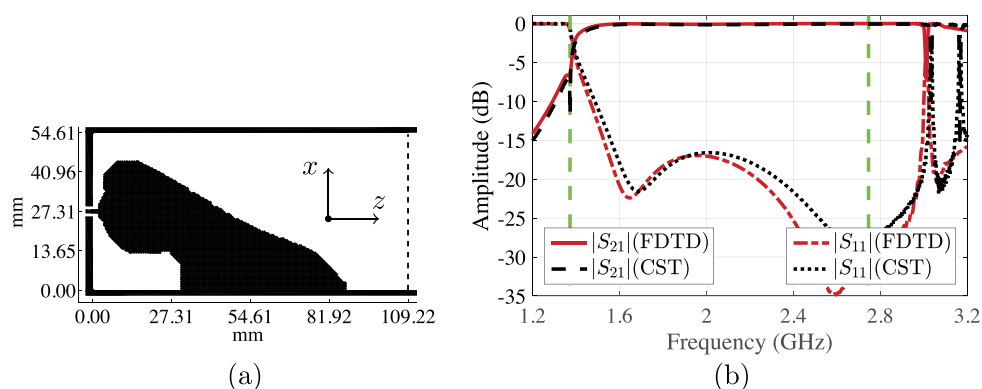 mm
54.61
40.96
27.31
13.65
0.00
x
z
0.00 27.31 54.61 81.92 109.22
mm
(a)
Amplitude (dB)
0
-5
-10
-15
-20
-25
-30
-35
|S21|(FDTD) |S11|(FDTD)
|S21|(CST) |S11|(CST)
1.2 1.6 2 2.4 2.8 3.2
Frequency (GHz)
(b)